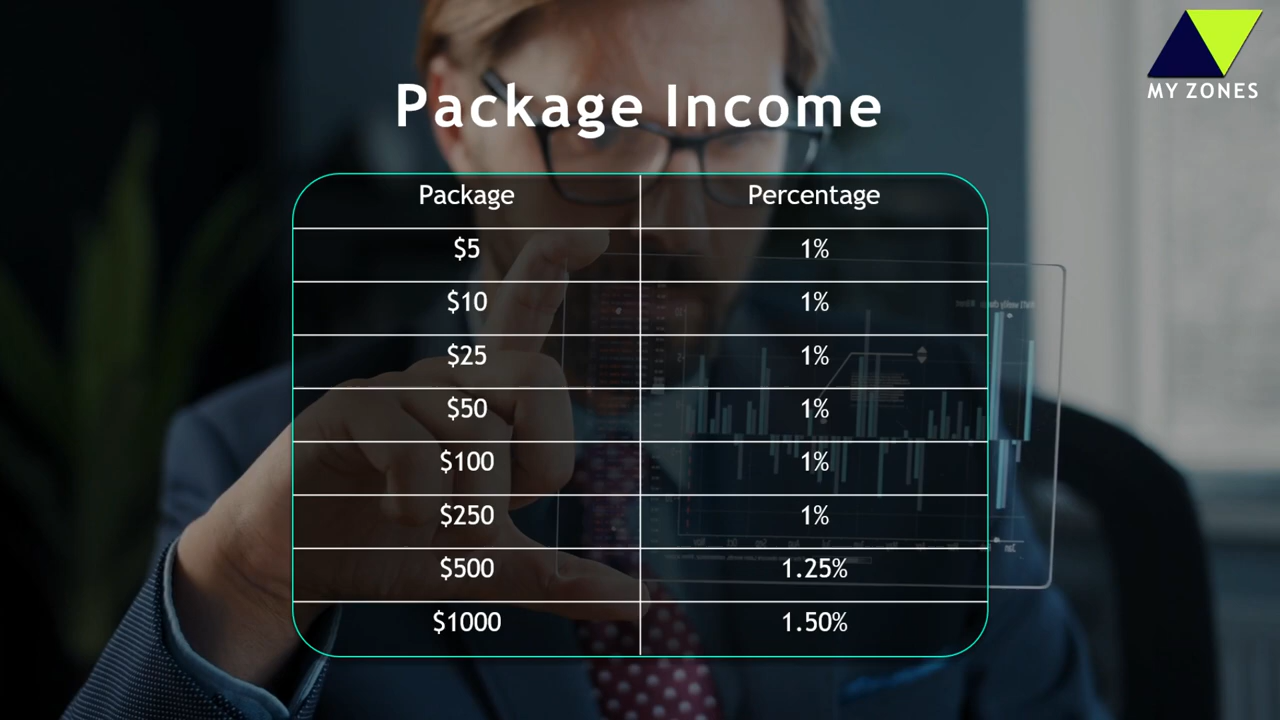 MY ZONES
Package Income
Package Percentage
$5 1%
$10 1%
$25 1%
$50 1%
$100 1%
$250 1%
$500 1.25%
$1000 1.50%